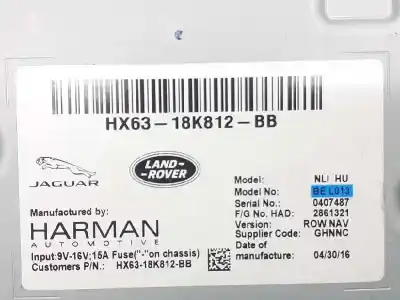 HX63-18K812-BB
JAGUAR
LAND-ROVER
Manufactured by:
HARMAN
AUTOMOTIVE
Input:9V-16V;15A Fuse("-"on chassis)
Customers P/N.: HX63-18K812-BB
Model: NLI HU
Model No: BE L013
Serial No.: 0407487
F/G No. HAD: 2861321
Version: ROW NAV
Supplier Code: GHNNC
Date of
manufacture: 04/30/16